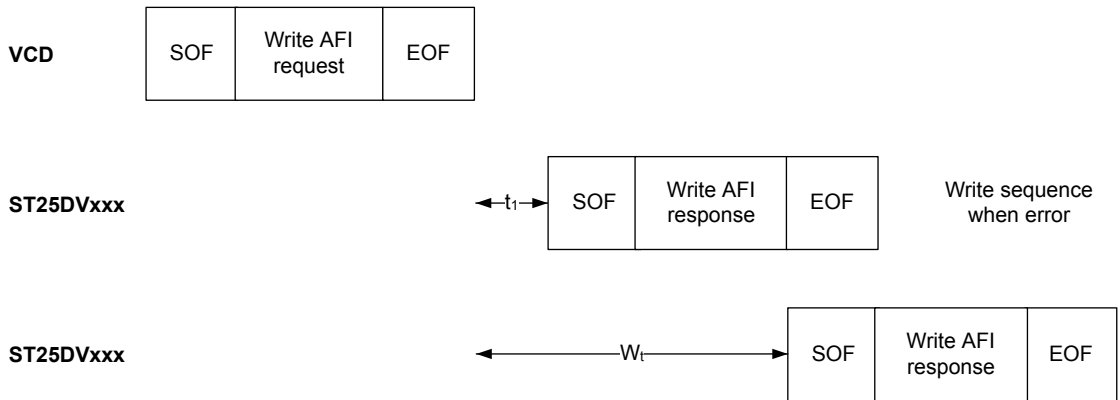 VCD
SOF
Write AFI
request
EOF
ST25DVxxx
t1
SOF
Write AFI
response
EOF
Write sequence
when error
ST25DVxxx
Wt
SOF
Write AFI
response
EOF